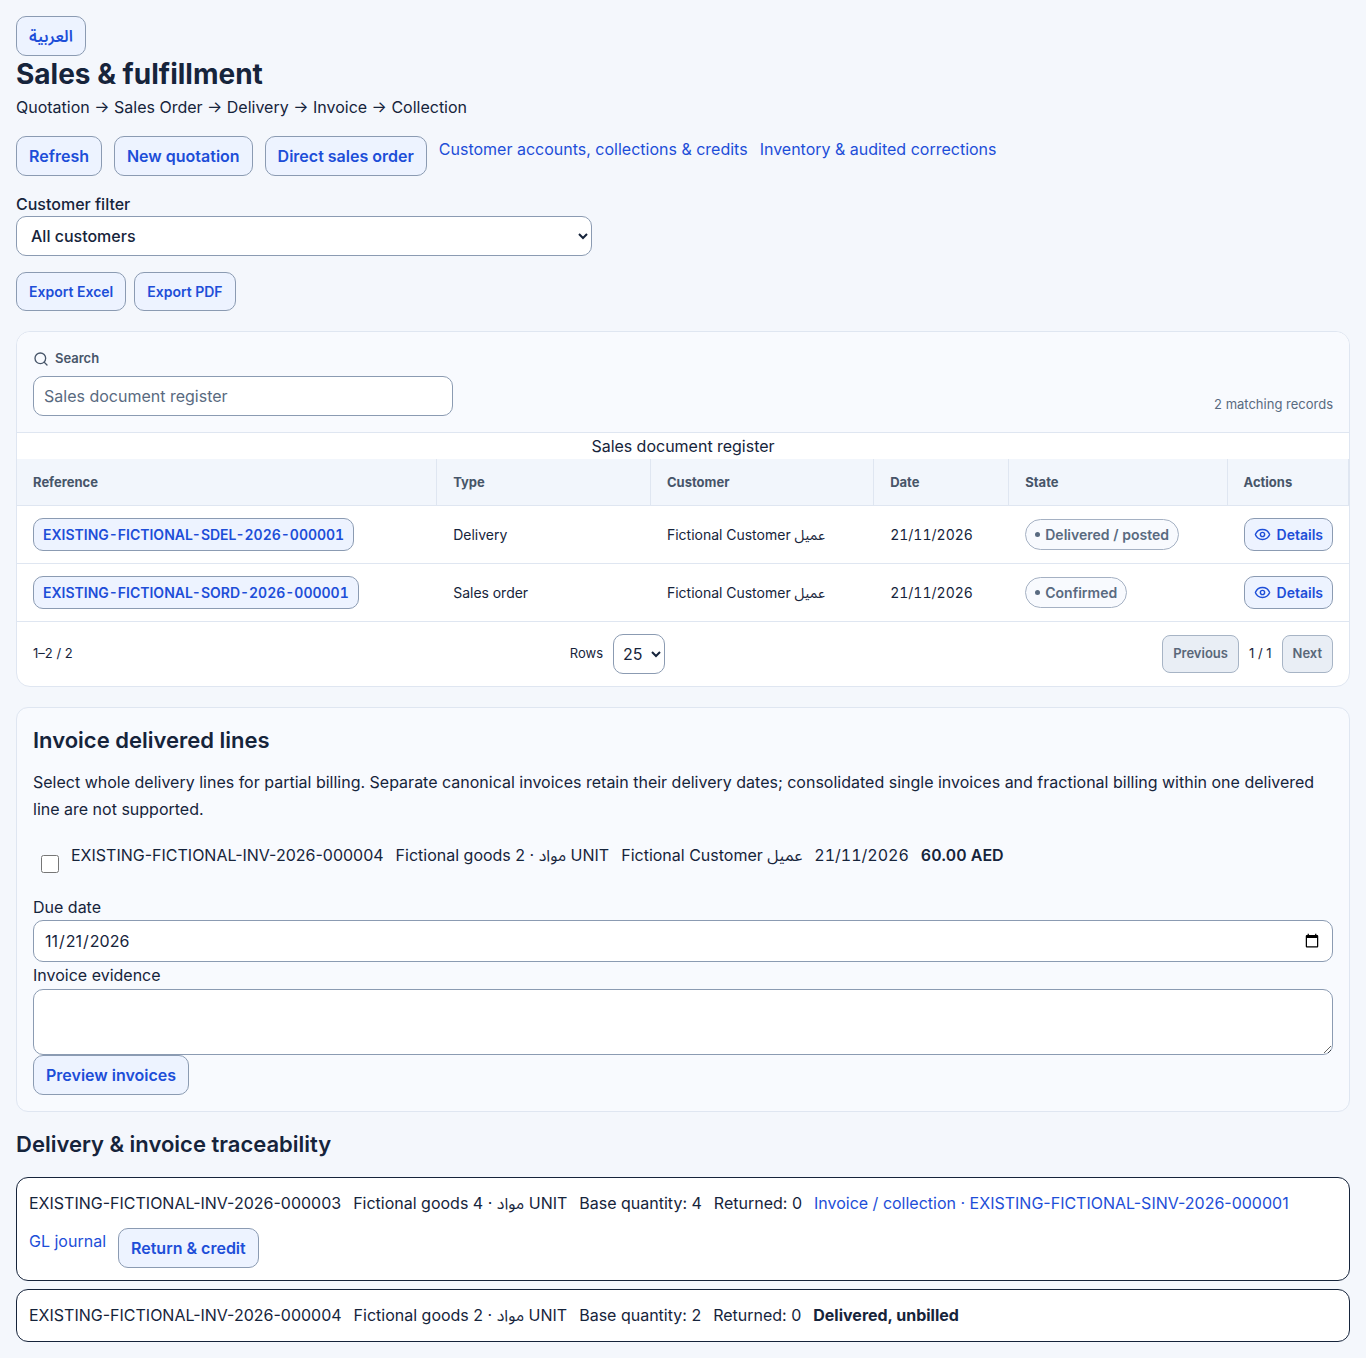 العربية
Sales & fulfillment
Quotation → Sales Order → Delivery → Invoice → Collection
Refresh New quotation Direct sales order Customer accounts, collections & credits Inventory & audited corrections
Customer filter
All customers
Export Excel Export PDF
Search
Sales document register
2 matching records
Sales document register
Reference Type Customer Date State Actions
EXISTING-FICTIONAL-SDEL-2026-000001 Delivery Fictional Customer عميل 21/11/2026 • Delivered / posted Details
EXISTING-FICTIONAL-SORD-2026-000001 Sales order Fictional Customer عميل 21/11/2026 • Confirmed Details
1–2 / 2 Rows 25 Previous 1 / 1 Next
Invoice delivered lines
Select whole delivery lines for partial billing. Separate canonical invoices retain their delivery dates; consolidated single invoices and fractional billing within one delivered
line are not supported.
EXISTING-FICTIONAL-INV-2026-000004 Fictional goods 2 · مواد UNIT Fictional Customer عميل 21/11/2026 60.00 AED
Due date
11/21/2026
Invoice evidence
Preview invoices
Delivery & invoice traceability
EXISTING-FICTIONAL-INV-2026-000003 Fictional goods 4 · مواد UNIT Base quantity: 4 Returned: 0 Invoice / collection · EXISTING-FICTIONAL-SINV-2026-000001
GL journal Return & credit
EXISTING-FICTIONAL-INV-2026-000004 Fictional goods 2 · مواد UNIT Base quantity: 2 Returned: 0 Delivered, unbilled